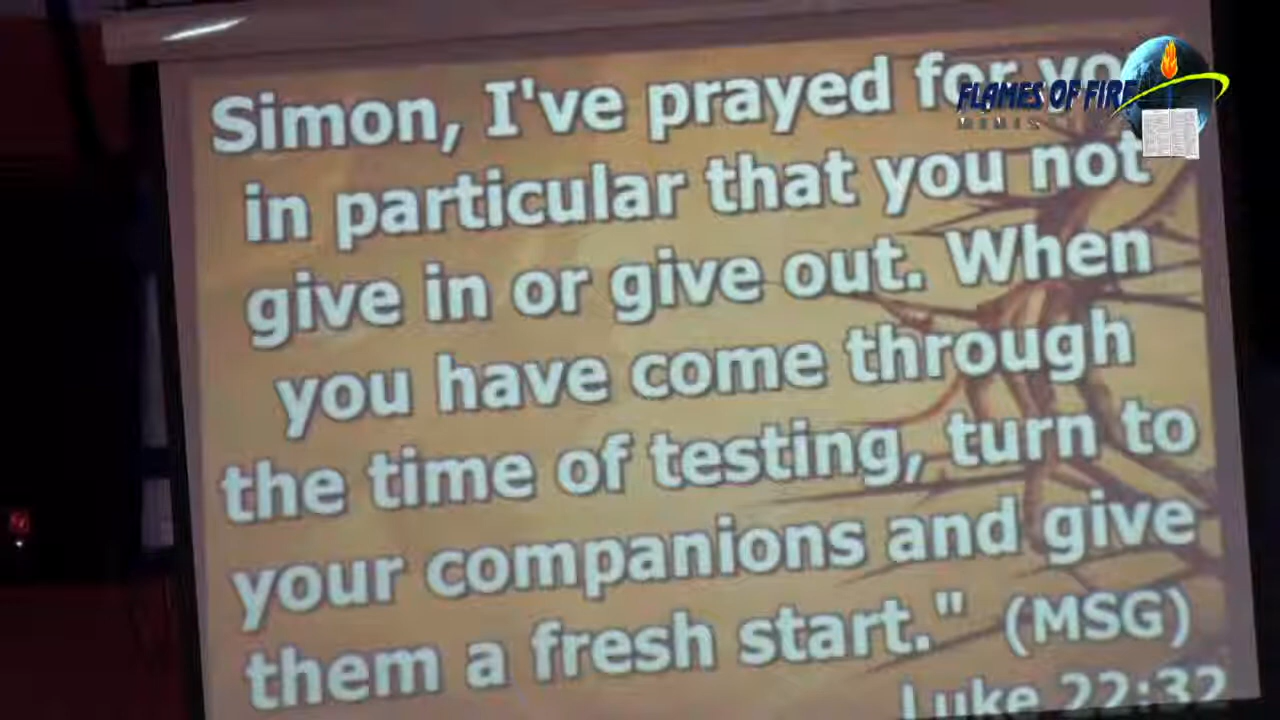 Simon, I've prayed for you
in particular that you not
give in or give out. When
you have come through
the time of testing, turn to
your companions and give
them a fresh start." (MSG)
Luke 22:32
FLAMES OF FIRE